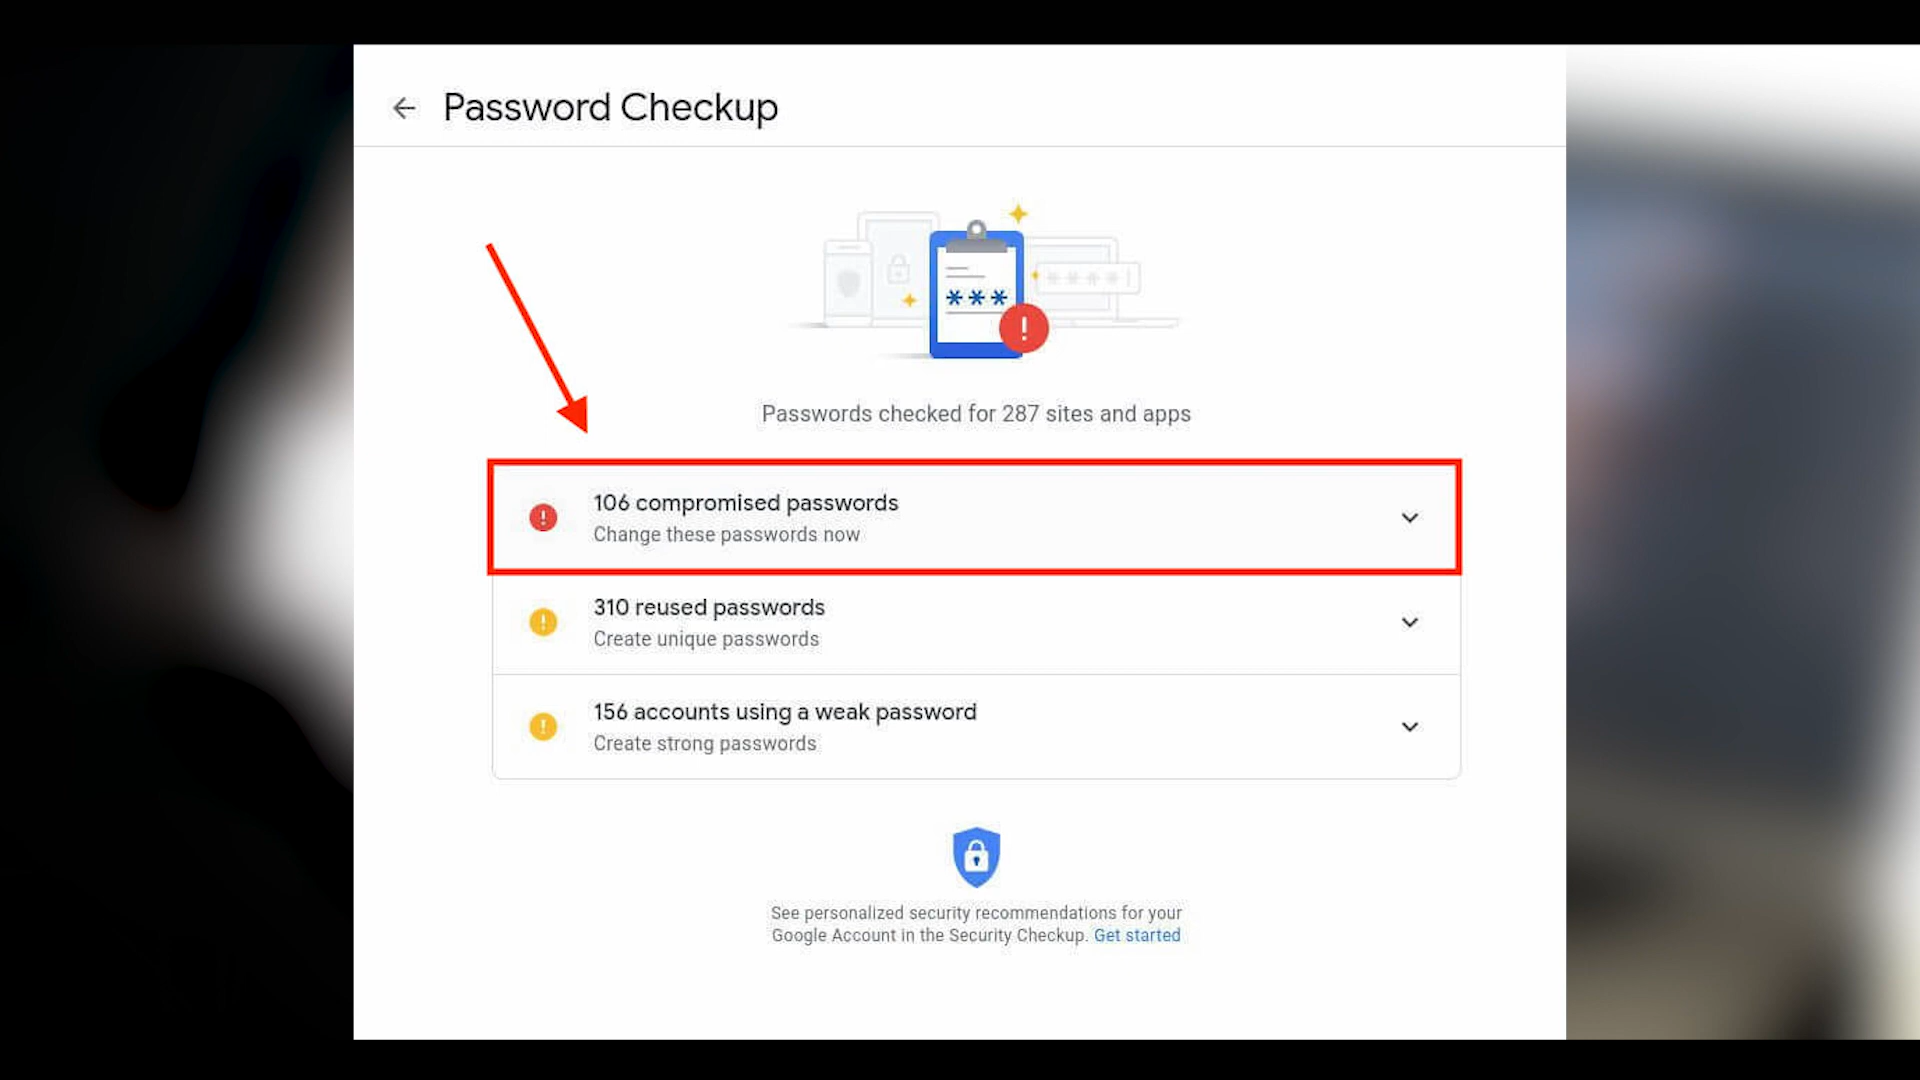 Password Checkup
***
****
Passwords checked for 287 sites and apps
106 compromised passwords
Change these passwords now
310 reused passwords
Create unique passwords
156 accounts using a weak password
Create strong passwords
See personalized security recommendations for your
Google Account in the Security Checkup. Get started